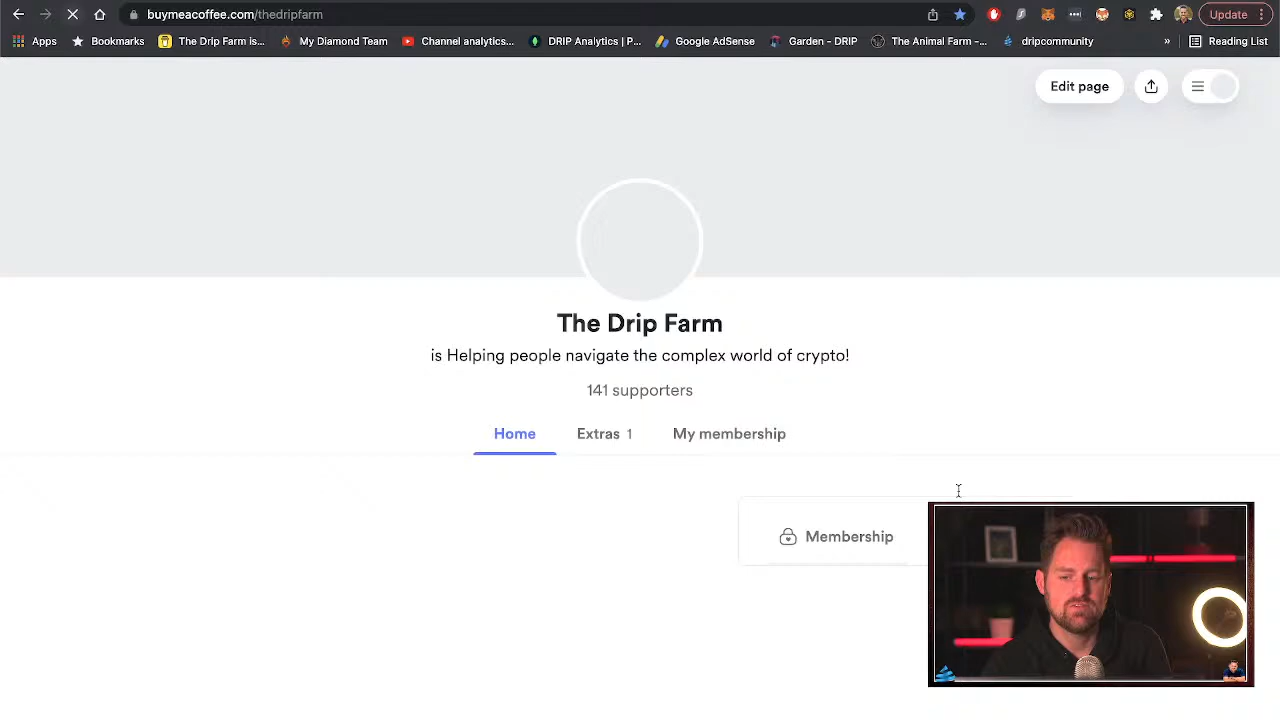 buymeacoffee.com/thedripfarm
Update
Apps
Bookmarks
The Drip Farm is...
My Diamond Team
Channel analytics...
DRIP Analytics | P...
Google AdSense
Garden - DRIP
The Animal Farm -...
dripcommunity
»
Reading List
Edit page
The Drip Farm
is Helping people navigate the complex world of crypto!
141 supporters
Home
Extras 1
My membership
Membership